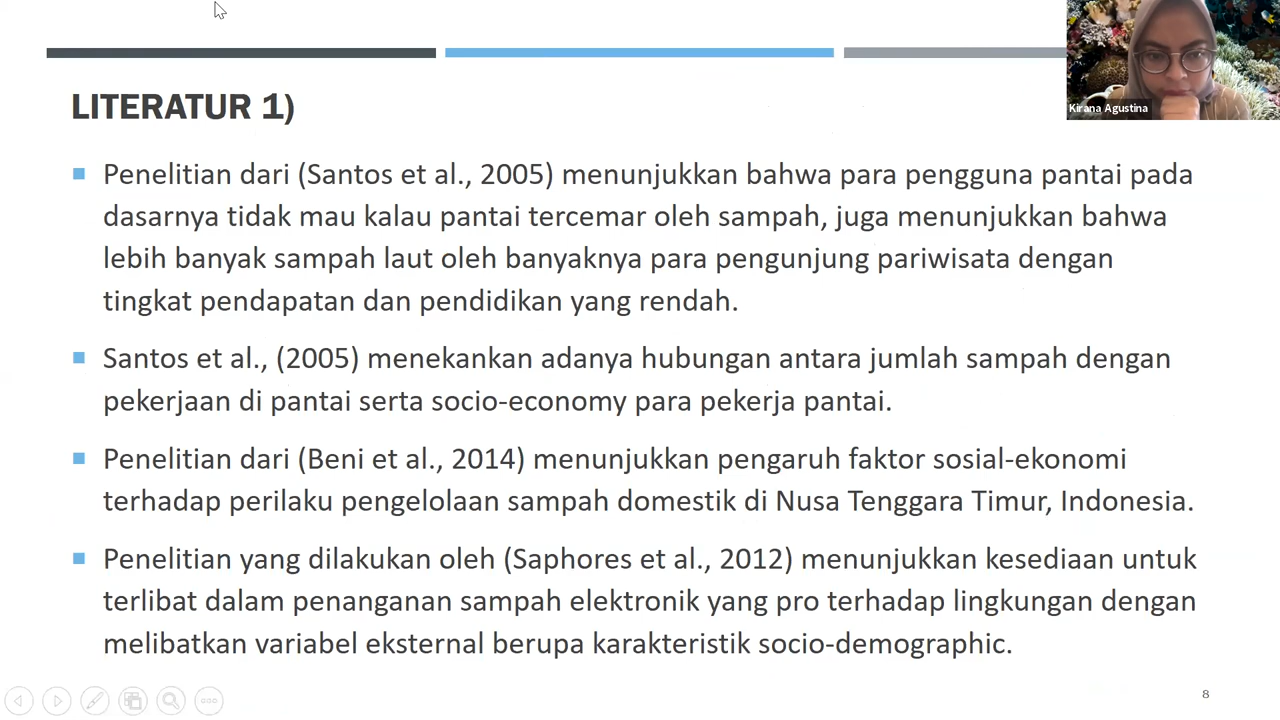 Kirana Agustina
LITERATUR 1)
Penelitian dari (Santos et al., 2005) menunjukkan bahwa para pengguna pantai pada
dasarnya tidak mau kalau pantai tercemar oleh sampah, juga menunjukkan bahwa
lebih banyak sampah laut oleh banyaknya para pengunjung pariwisata dengan
tingkat pendapatan dan pendidikan yang rendah.
Santos et al., (2005) menekankan adanya hubungan antara jumlah sampah dengan
pekerjaan di pantai serta socio-economy para pekerja pantai.
Penelitian dari (Beni et al., 2014) menunjukkan pengaruh faktor sosial-ekonomi
terhadap perilaku pengelolaan sampah domestik di Nusa Tenggara Timur, Indonesia.
Penelitian yang dilakukan oleh (Saphores et al., 2012) menunjukkan kesediaan untuk
terlibat dalam penanganan sampah elektronik yang pro terhadap lingkungan dengan
melibatkan variabel eksternal berupa karakteristik socio-demographic.
8